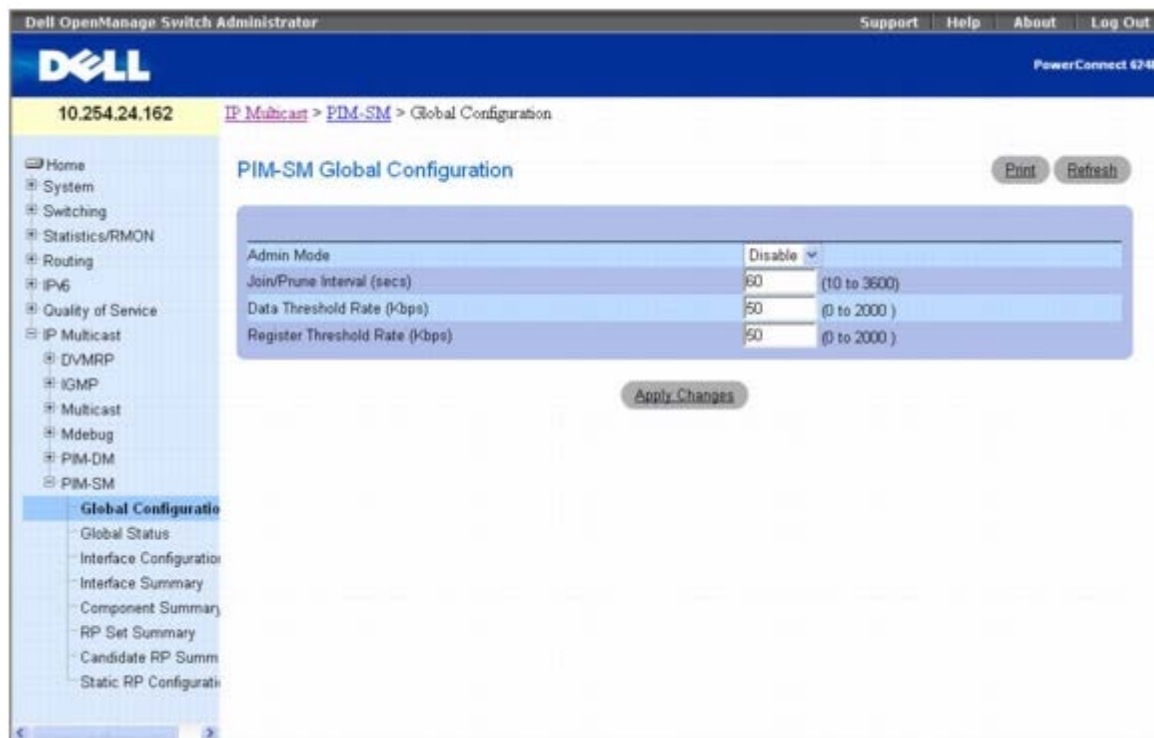 Dell OpenManage Switch Administrator Support Help About Log Out
DELL
PowerConnect 624
10.254.24.162
IP Multicast > PIM-SM > Global Configuration
Home
System
Switching
Statistics/RMON
Routing
IPv6
Quality of Service
IP Multicast
DVMRP
IGMP
Multicast
Mdebug
PIM-DM
PIM-SM
Global Configuratio
Global Status
Interface Configuration
Interface Summary
Component Summary
RP Set Summary
Candidate RP Summ
Static RP Configurati
PIM-SM Global Configuration
Print Refresh
Admin Mode Disable
Join/Prune Interval (secs) 60 (10 to 3600)
Data Threshold Rate (Kbps) 50 (0 to 2000 )
Register Threshold Rate (Kbps) 50 (0 to 2000 )
Apply Changes